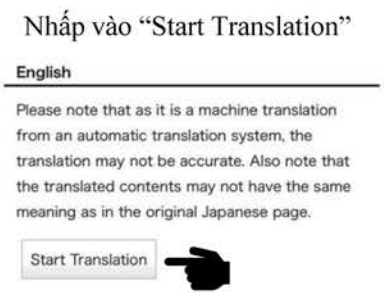 Nhấp vào “Start Translation”
English
Please note that as it is a machine translation
from an automatic translation system, the
translation may not be accurate. Also note that
the translated contents may not have the same
meaning as in the original Japanese page.
Start Translation